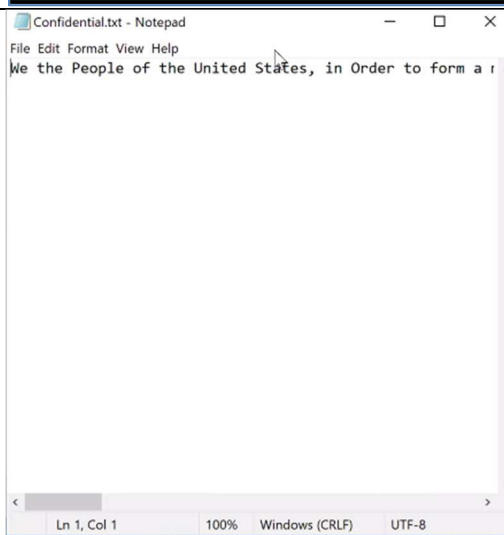 Confidential.txt - Notepad
File Edit Format View Help
We the People of the United States, in Order to form a
Ln 1, Col 1 100% Windows (CRLF) UTF-8